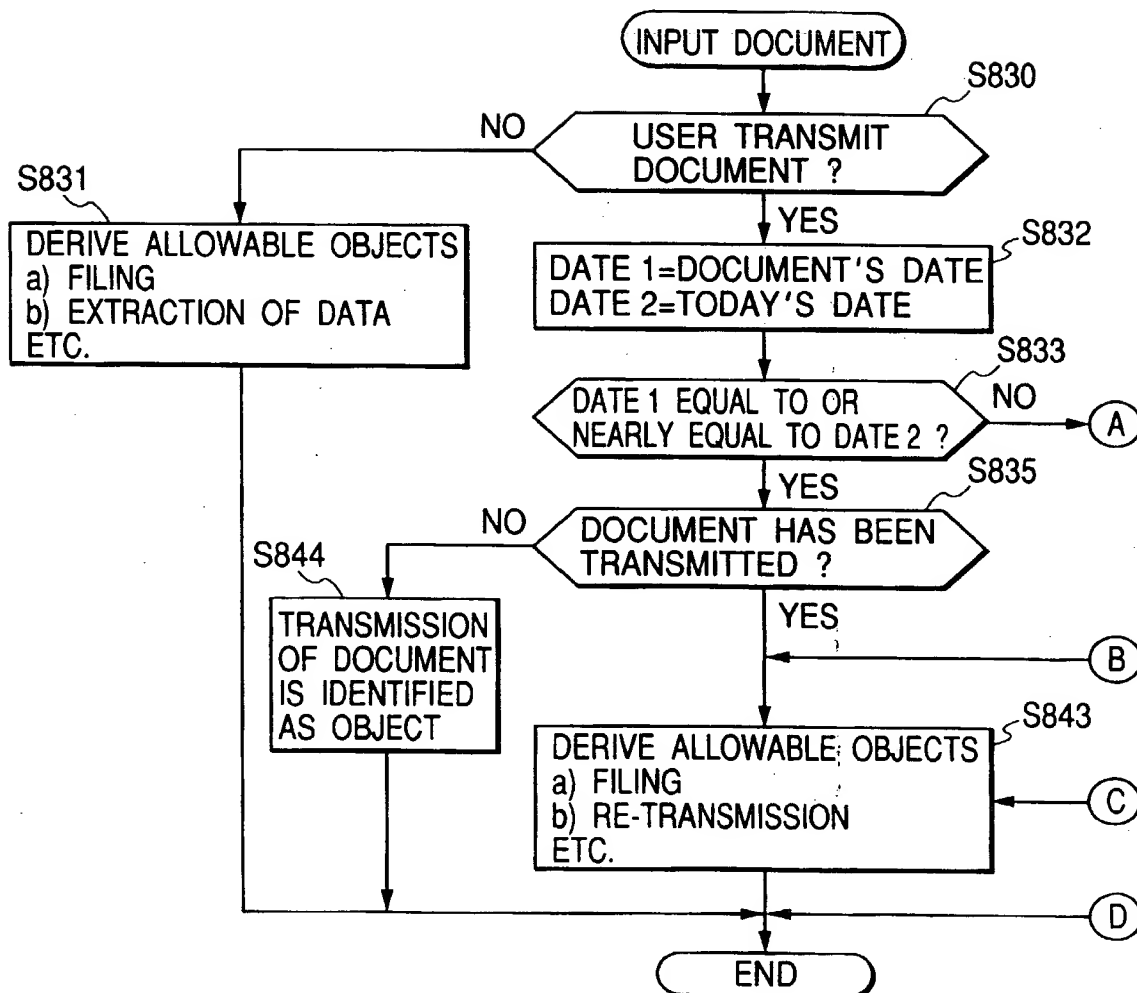 INPUT DOCUMENT
S830
NO
USER TRANSMIT
DOCUMENT ?
S831
YES
DERIVE ALLOWABLE OBJECTS
a) FILING
b) EXTRACTION OF DATA
ETC.
S832
DATE 1=DOCUMENT'S DATE
DATE 2=TODAY'S DATE
S833
DATE 1 EQUAL TO OR
NEARLY EQUAL TO DATE 2 ?
NO
A
YES
S835
NO
DOCUMENT HAS BEEN
TRANSMITTED ?
S844
YES
TRANSMISSION
OF DOCUMENT
IS IDENTIFIED
AS OBJECT
B
S843
DERIVE ALLOWABLE OBJECTS
a) FILING
b) RE-TRANSMISSION
ETC.
C
D
END